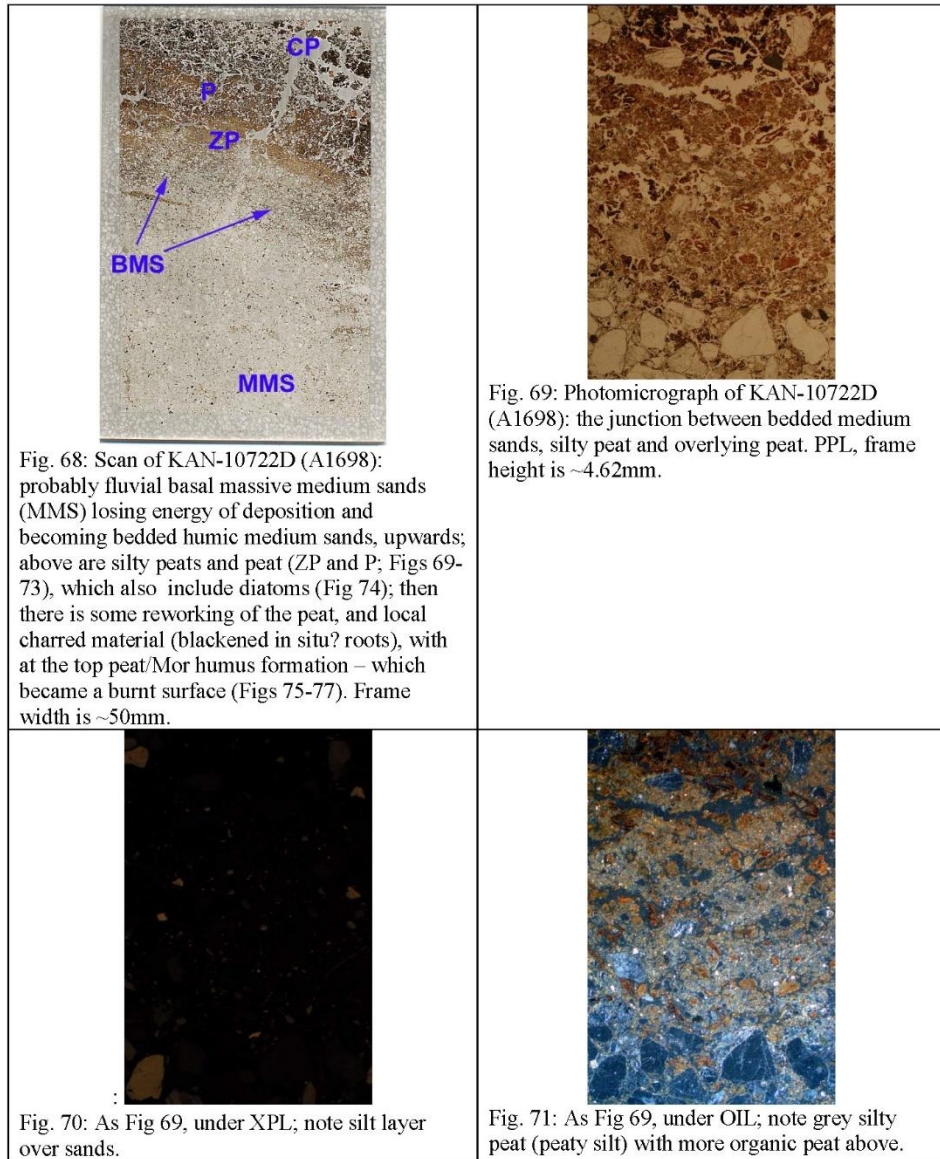 CP
P
ZP
BMS
MMS
Fig. 68: Scan of KAN-10722D (A1698):
probably fluvial basal massive medium sands
(MMS) losing energy of deposition and
becoming bedded humic medium sands, upwards;
above are silty peats and peat (ZP and P; Figs 69-
73), which also include diatoms (Fig 74); then
there is some reworking of the peat, and local
charred material (blackened in situ? roots), with
at the top peat/Mor humus formation – which
became a burnt surface (Figs 75-77). Frame
width is ~50mm.
Fig. 69: Photomicrograph of KAN-10722D
(A1698): the junction between bedded medium
sands, silty peat and overlying peat. PPL, frame
height is ~4.62mm.
:
Fig. 70: As Fig 69, under XPL; note silt layer
over sands.
Fig. 71: As Fig 69, under OIL; note grey silty
peat (peaty silt) with more organic peat above.